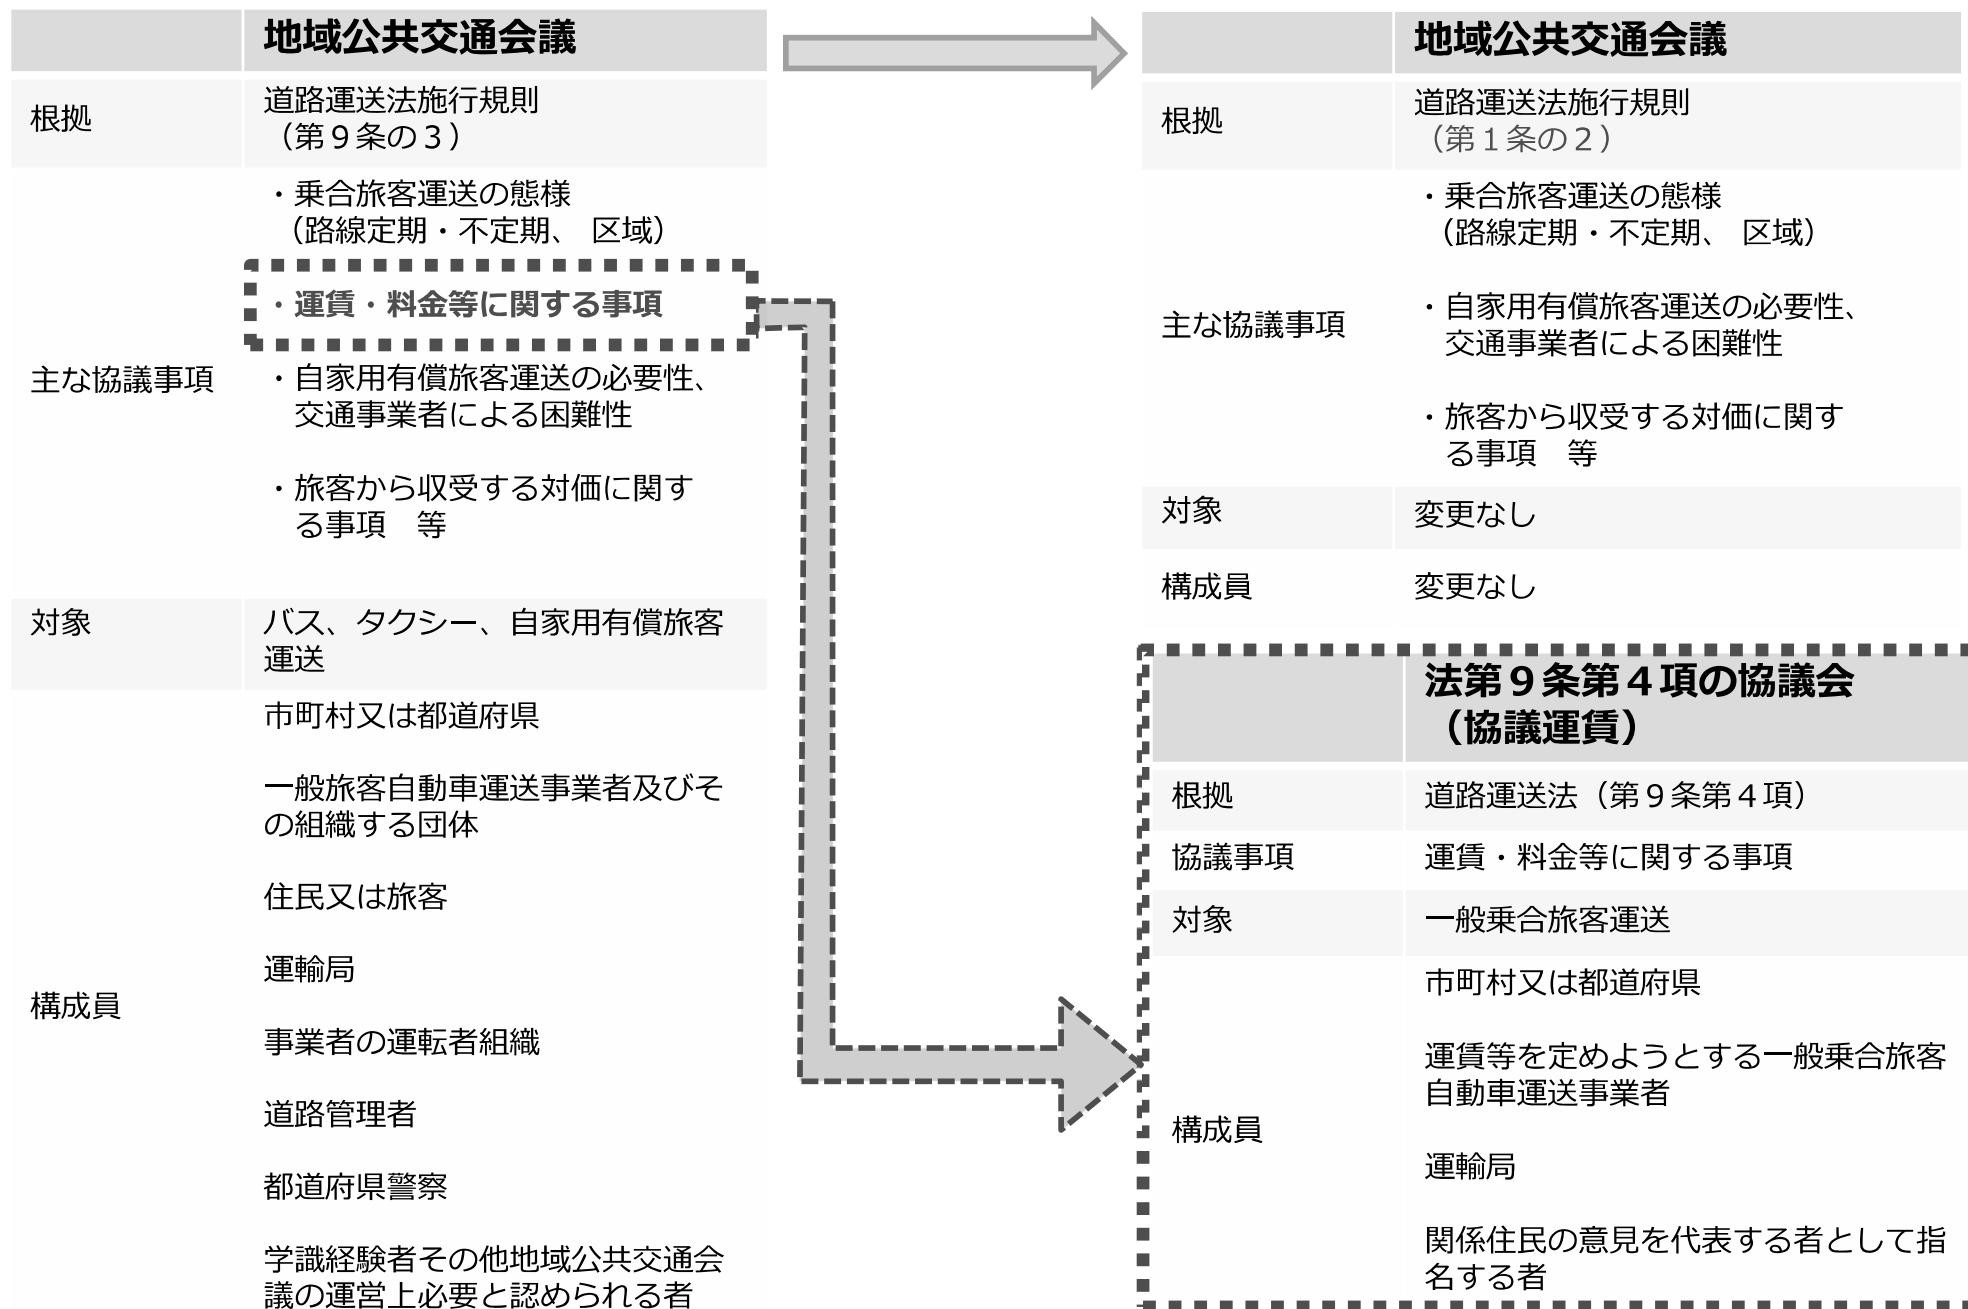 地域公共交通会議
根拠
道路運送法施行規則
（第９条の３）
主な協議事項
・乗合旅客運送の態様
（路線定期・不定期、 区域）
・運賃・料金等に関する事項
・自家用有償旅客運送の必要性、
交通事業者による困難性
・旅客から収受する対価に関す
る事項　等
対象
バス、タクシー、自家用有償旅客
運送
構成員
市町村又は都道府県
一般旅客自動車運送事業者及びそ
の組織する団体
住民又は旅客
運輸局
事業者の運転者組織
道路管理者
都道府県警察
学識経験者その他地域公共交通会
議の運営上必要と認められる者
地域公共交通会議
根拠
道路運送法施行規則
（第１条の２）
主な協議事項
・乗合旅客運送の態様
（路線定期・不定期、 区域）
・自家用有償旅客運送の必要性、
交通事業者による困難性
・旅客から収受する対価に関す
る事項　等
対象
変更なし
構成員
変更なし
法第９条第４項の協議会
（協議運賃）
根拠
道路運送法（第９条第４項）
協議事項
運賃・料金等に関する事項
対象
一般乗合旅客運送
構成員
市町村又は都道府県
運賃等を定めようとする一般乗合旅客
自動車運送事業者
運輸局
関係住民の意見を代表する者として指
名する者